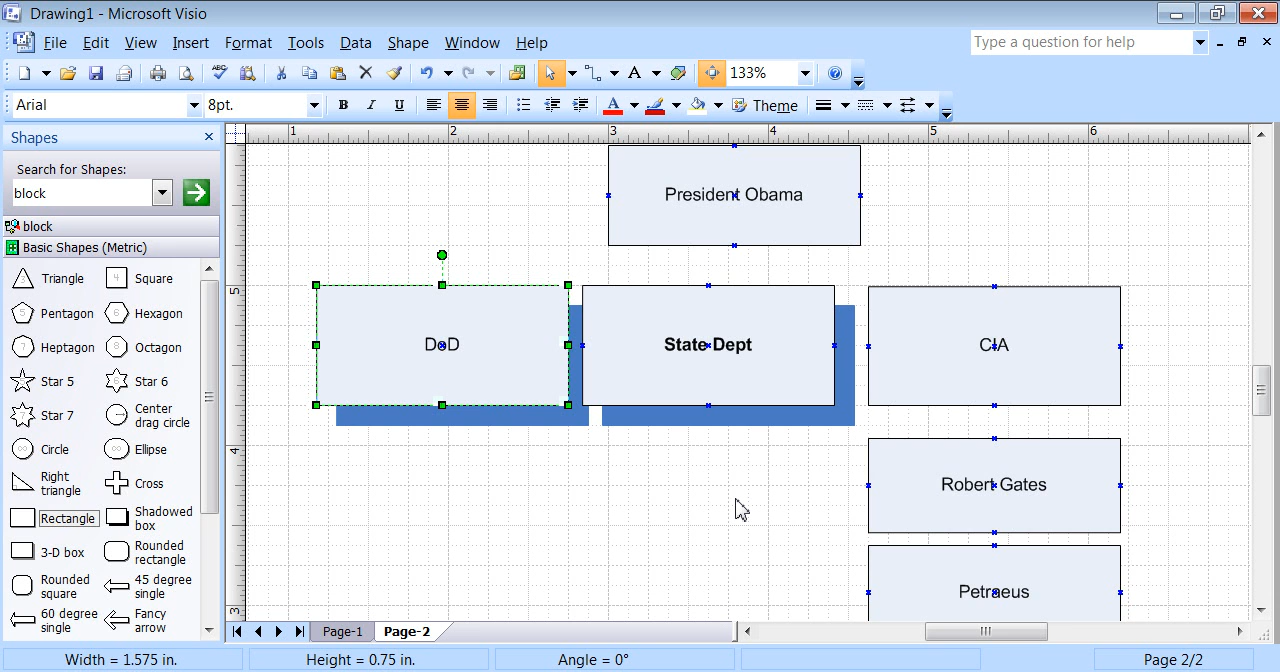 Drawing1 - Microsoft Visio
File Edit View Insert Format Tools Data Shape Window Help
Type a question for help
133%
Arial 8pt. B I U A Theme
Shapes
Search for Shapes:
block
block
Basic Shapes (Metric)
Triangle Square
Pentagon Hexagon
Heptagon Octagon
Star 5 Star 6
Star 7 Center drag circle
Circle Ellipse
Right triangle Cross
Rectangle Shadowed box
3-D box Rounded rectangle
Rounded square 45 degree single
60 degree single Fancy arrow
1 2 3 4 5 6
5
4
3
President Obama
DoD State Dept CIA
Robert Gates
Petraeus
Page-1 Page-2
Width = 1.575 in. Height = 0.75 in. Angle = 0° Page 2/2